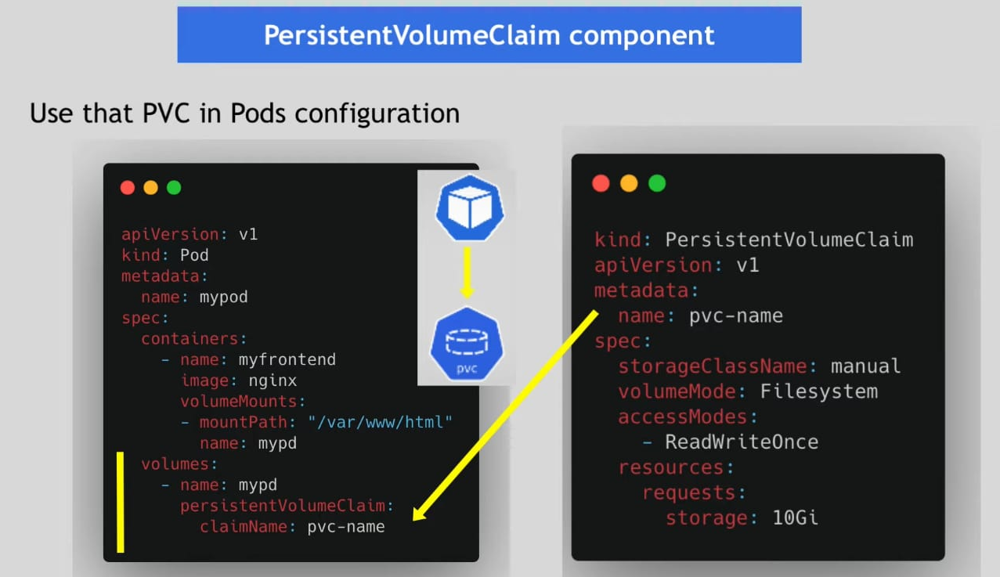 PersistentVolumeClaim component
Use that PVC in Pods configuration
apiVersion: v1
kind: Pod
metadata:
  name: mypod
spec:
  containers:
    - name: myfrontend
      image: nginx
      volumeMounts:
      - mountPath: "/var/www/html"
        name: mypd
  volumes:
    - name: mypd
      persistentVolumeClaim:
        claimName: pvc-name
pvc
kind: PersistentVolumeClaim
apiVersion: v1
metadata:
  name: pvc-name
spec:
  storageClassName: manual
  volumeMode: Filesystem
  accessModes:
    - ReadWriteOnce
  resources:
    requests:
      storage: 10Gi